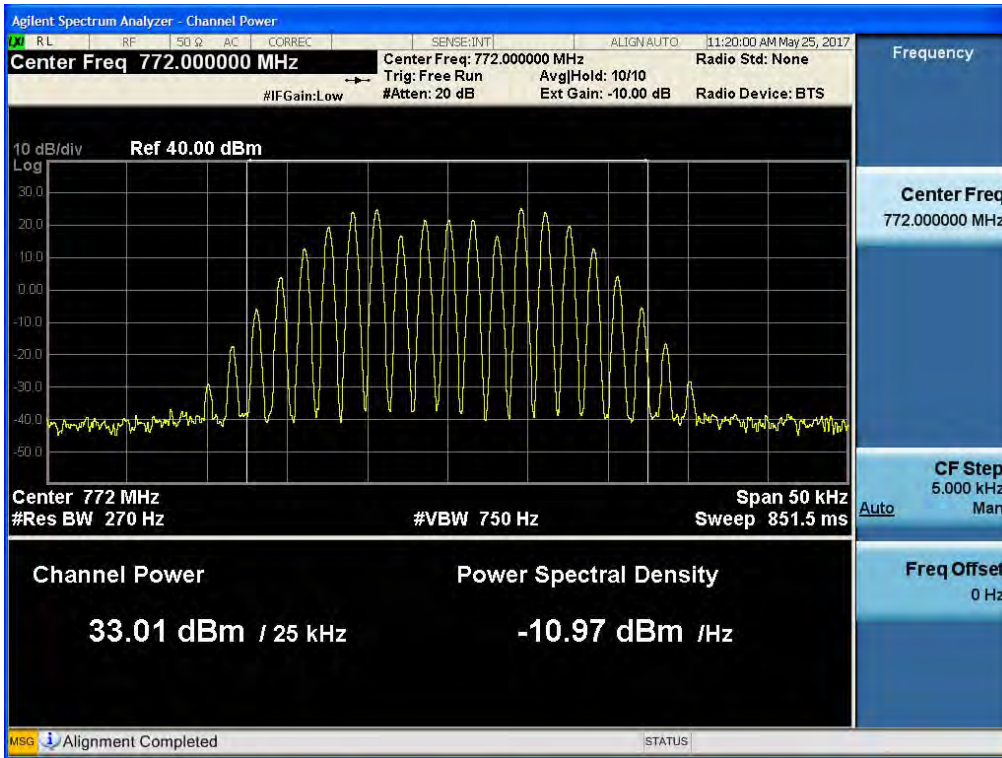 Agilent Spectrum Analyzer - Channel Power
LXI RL RF 50 Ω AC CORREC SENSE:INT ALIGN AUTO 11:20:00 AM May 25, 2017
Center Freq 772.000000 MHz
Center Freq: 772.000000 MHz Radio Std: None
Trig: Free Run Avg|Hold: 10/10
#IFGain:Low #Atten: 20 dB Ext Gain: -10.00 dB Radio Device: BTS
10 dB/div Ref 40.00 dBm
Log
30.0
20.0
10.0
0.00
-10.0
-20.0
-30.0
-40.0
-50.0
Center 772 MHz Span 50 kHz
#Res BW 270 Hz #VBW 750 Hz Sweep 851.5 ms
Channel Power Power Spectral Density
33.01 dBm / 25 kHz -10.97 dBm /Hz
MSG Alignment Completed STATUS
Frequency
Center Freq
772.000000 MHz
CF Step
5.000 kHz
Auto Man
Freq Offset
0 Hz